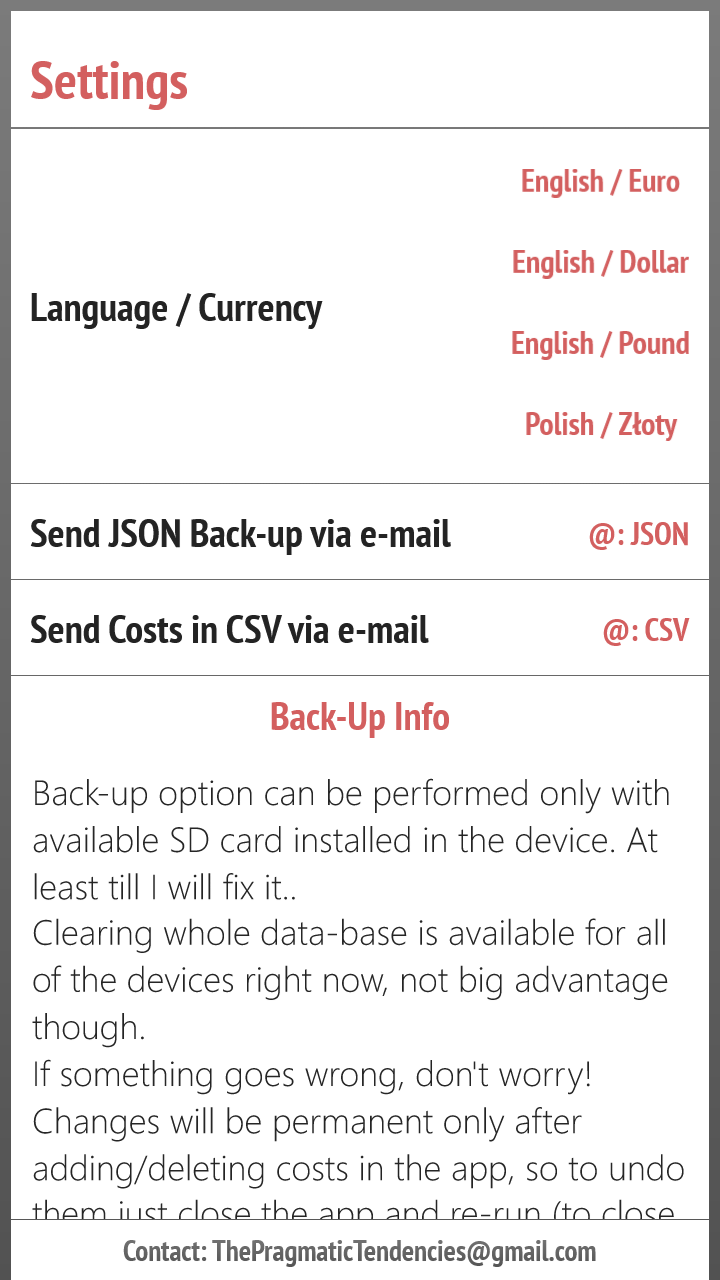 Settings
English / Euro
English / Dollar
Language / Currency
English / Pound
Polish / Złoty
Send JSON Back-up via e-mail @: JSON
Send Costs in CSV via e-mail @: CSV
Back-Up Info
Back-up option can be performed only with
available SD card installed in the device. At
least till I will fix it..
Clearing whole data-base is available for all
of the devices right now, not big advantage
though.
If something goes wrong, don't worry!
Changes will be permanent only after
adding/deleting costs in the app, so to undo
them just close the app and re-run (to close
Contact: ThePragmaticTendencies@gmail.com